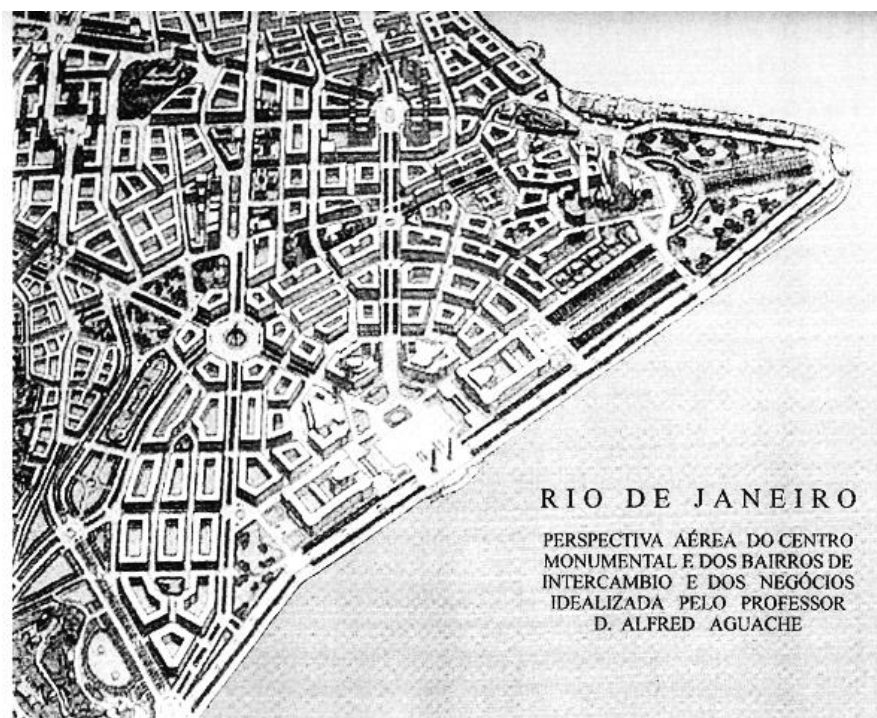 RIO DE JANEIRO
PERSPECTIVA AÉREA DO CENTRO
MONUMENTAL E DOS BAIRROS DE
INTERCAMBIO E DOS NEGÓCIOS
IDEALIZADA PELO PROFESSOR
D. ALFRED AGUACHE